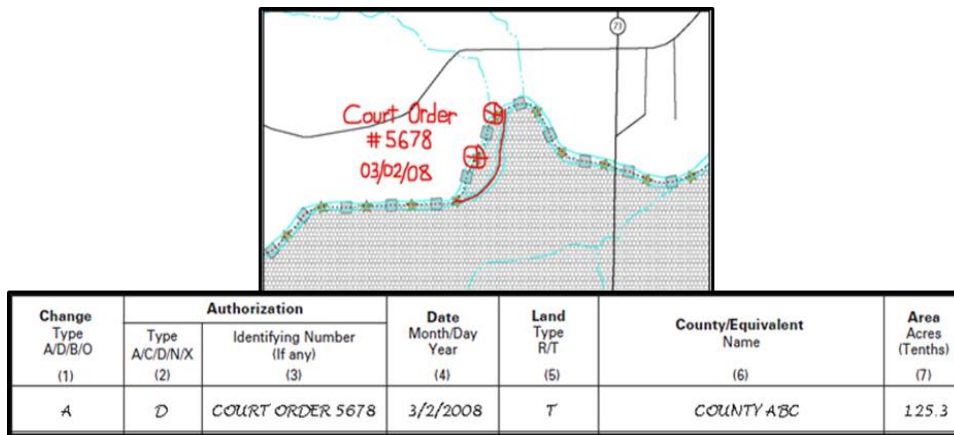 73
Court Order
#5678
03/02/08
Change
Type
A/D/B/O
(1)
Authorization
Type
A/C/D/N/X
(2)
Identifying Number
(If any)
(3)
Date
Month/Day
Year
(4)
Land
Type
R/T
(5)
County/Equivalent
Name
(6)
Area
Acres
(Tenths)
(7)
A
D
COURT ORDER 5678
3/2/2008
T
COUNTY ABC
125.3